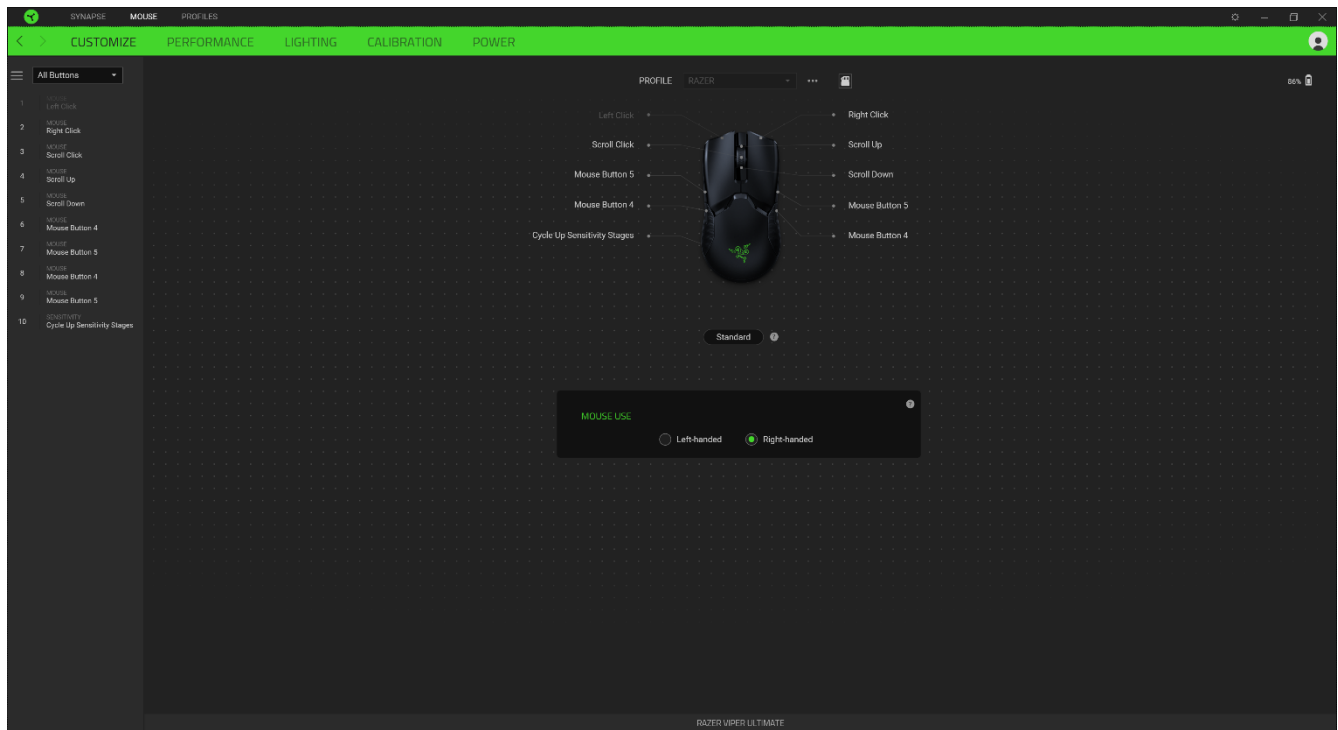 SYNAPSE MOUSE PROFILES
CUSTOMIZE PERFORMANCE LIGHTING CALIBRATION POWER
All Buttons
PROFILE RAZER
86%
1 MOUSE
Left Click
2 MOUSE
Right Click
3 MOUSE
Scroll Click
4 MOUSE
Scroll Up
5 MOUSE
Scroll Down
6 MOUSE
Mouse Button 4
7 MOUSE
Mouse Button 5
8 MOUSE
Mouse Button 4
9 MOUSE
Mouse Button 5
10 SENSITIVITY
Cycle Up Sensitivity Stages
Left Click
Right Click
Scroll Click
Scroll Up
Mouse Button 5
Scroll Down
Mouse Button 4
Mouse Button 5
Cycle Up Sensitivity Stages
Mouse Button 4
Standard ?
MOUSE USE ?
Left-handed Right-handed
RAZER VIPER ULTIMATE